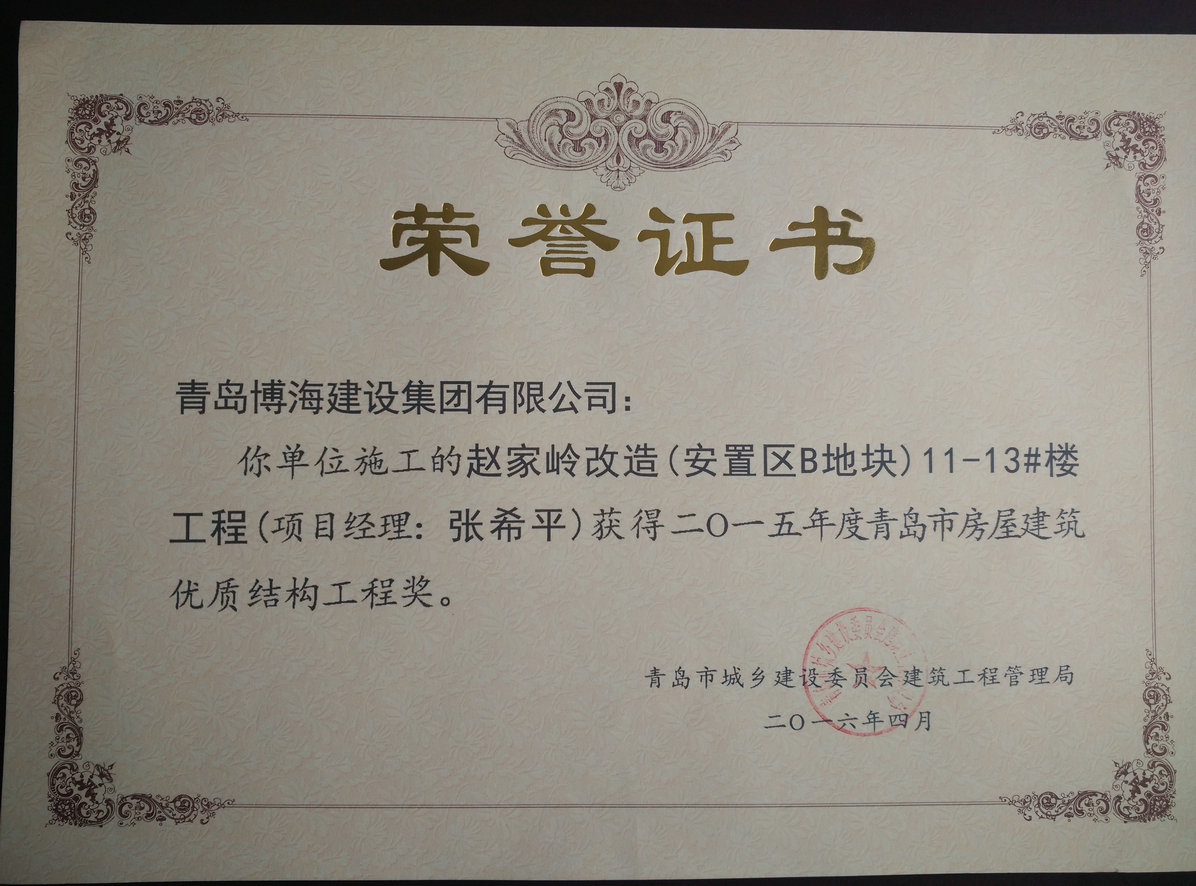 荣誉证书
青岛博海建设集团有限公司：
你单位施工的赵家岭改造(安置区B地块)11-13#楼
工程(项目经理：张希平)获得二〇一五年度青岛市房屋建筑
优质结构工程奖。
青岛市城乡建设委员会建筑工程管理局
二〇一六年四月